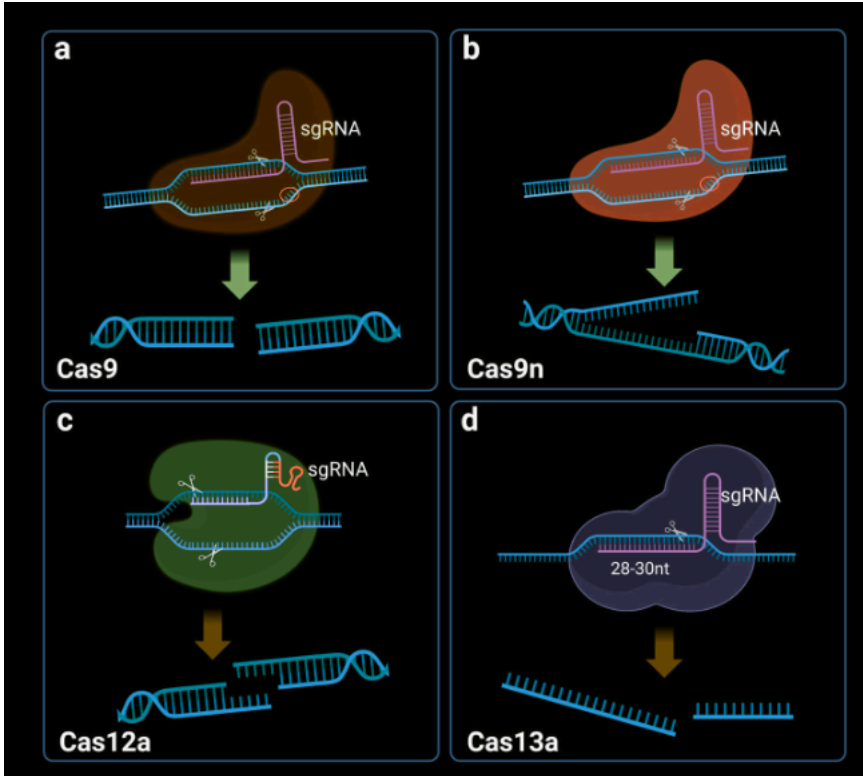 a
sgRNA
Cas9
b
sgRNA
Cas9n
c
sgRNA
Cas12a
d
sgRNA
28-30nt
Cas13a